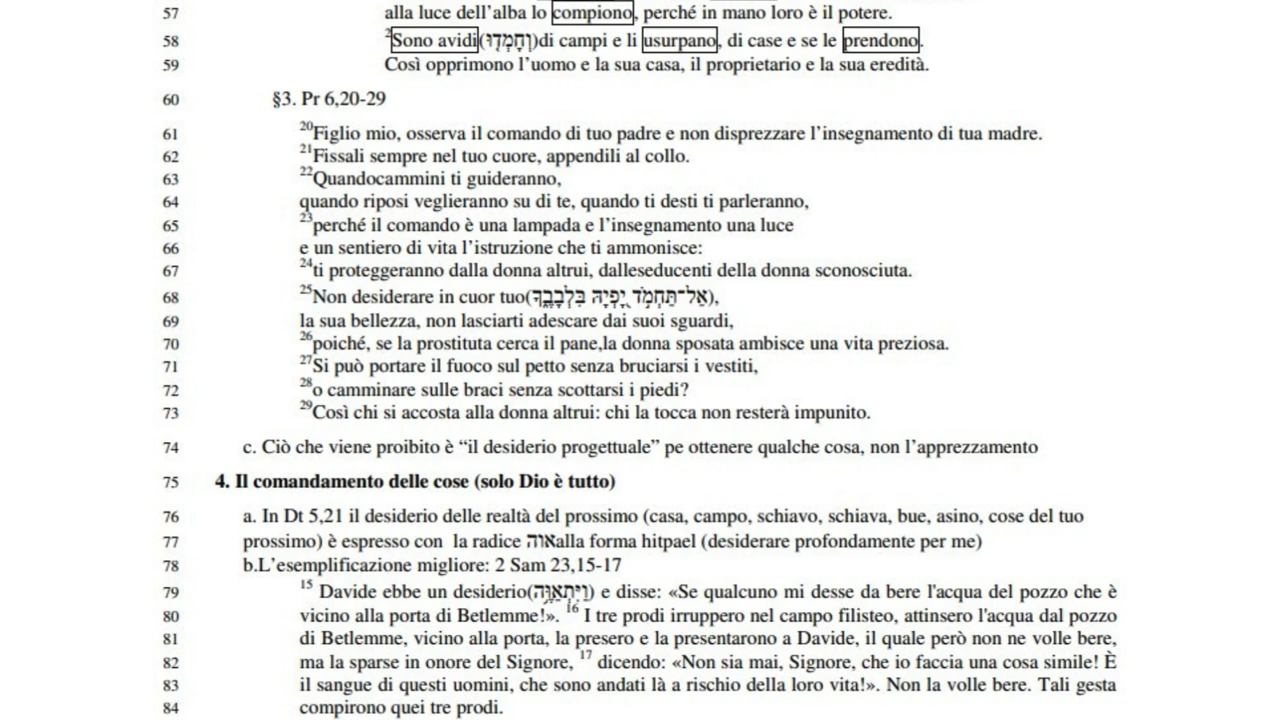 57 alla luce dell'alba lo compiono, perché in mano loro è il potere.
58 ²Sono avidi(וְחָמְד֤וּ)di campi e li usurpano, di case e se le prendono.
59 Così opprimono l'uomo e la sua casa, il proprietario e la sua eredità.
60 §3. Pr 6,20-29
61 ²⁰Figlio mio, osserva il comando di tuo padre e non disprezzare l'insegnamento di tua madre.
62 ²¹Fissali sempre nel tuo cuore, appendili al collo.
63 ²²Quandocammini ti guideranno,
64 quando riposi veglieranno su di te, quando ti desti ti parleranno,
65 ²³perché il comando è una lampada e l'insegnamento una luce
66 e un sentiero di vita l'istruzione che ti ammonisce:
67 ²⁴ti proteggeranno dalla donna altrui, dalleseducenti della donna sconosciuta.
68 ²⁵Non desiderare in cuor tuo(אַל־תַּחְמֹ֣ד יָ֭פְיָהּ בִּלְבָבֶ֑ךָ),
69 la sua bellezza, non lasciarti adescare dai suoi sguardi,
70 ²⁶poiché, se la prostituta cerca il pane,la donna sposata ambisce una vita preziosa.
71 ²⁷Si può portare il fuoco sul petto senza bruciarsi i vestiti,
72 ²⁸o camminare sulle braci senza scottarsi i piedi?
73 ²⁹Così chi si accosta alla donna altrui: chi la tocca non resterà impunito.
74 c. Ciò che viene proibito è “il desiderio progettuale” pe ottenere qualche cosa, non l'apprezzamento
75 4. Il comandamento delle cose (solo Dio è tutto)
76 a. In Dt 5,21 il desiderio delle realtà del prossimo (casa, campo, schiavo, schiava, bue, asino, cose del tuo
77 prossimo) è espresso con la radice אוהalla forma hitpael (desiderare profondamente per me)
78 b.L'esemplificazione migliore: 2 Sam 23,15-17
79 ¹⁵ Davide ebbe un desiderio(וַיִּתְאַוֶּ֥ה) e disse: «Se qualcuno mi desse da bere l'acqua del pozzo che è
80 vicino alla porta di Betlemme!». ¹⁶ I tre prodi irruppero nel campo filisteo, attinsero l'acqua dal pozzo
81 di Betlemme, vicino alla porta, la presero e la presentarono a Davide, il quale però non ne volle bere,
82 ma la sparse in onore del Signore, ¹⁷ dicendo: «Non sia mai, Signore, che io faccia una cosa simile! È
83 il sangue di questi uomini, che sono andati là a rischio della loro vita!». Non la volle bere. Tali gesta
84 compirono quei tre prodi.